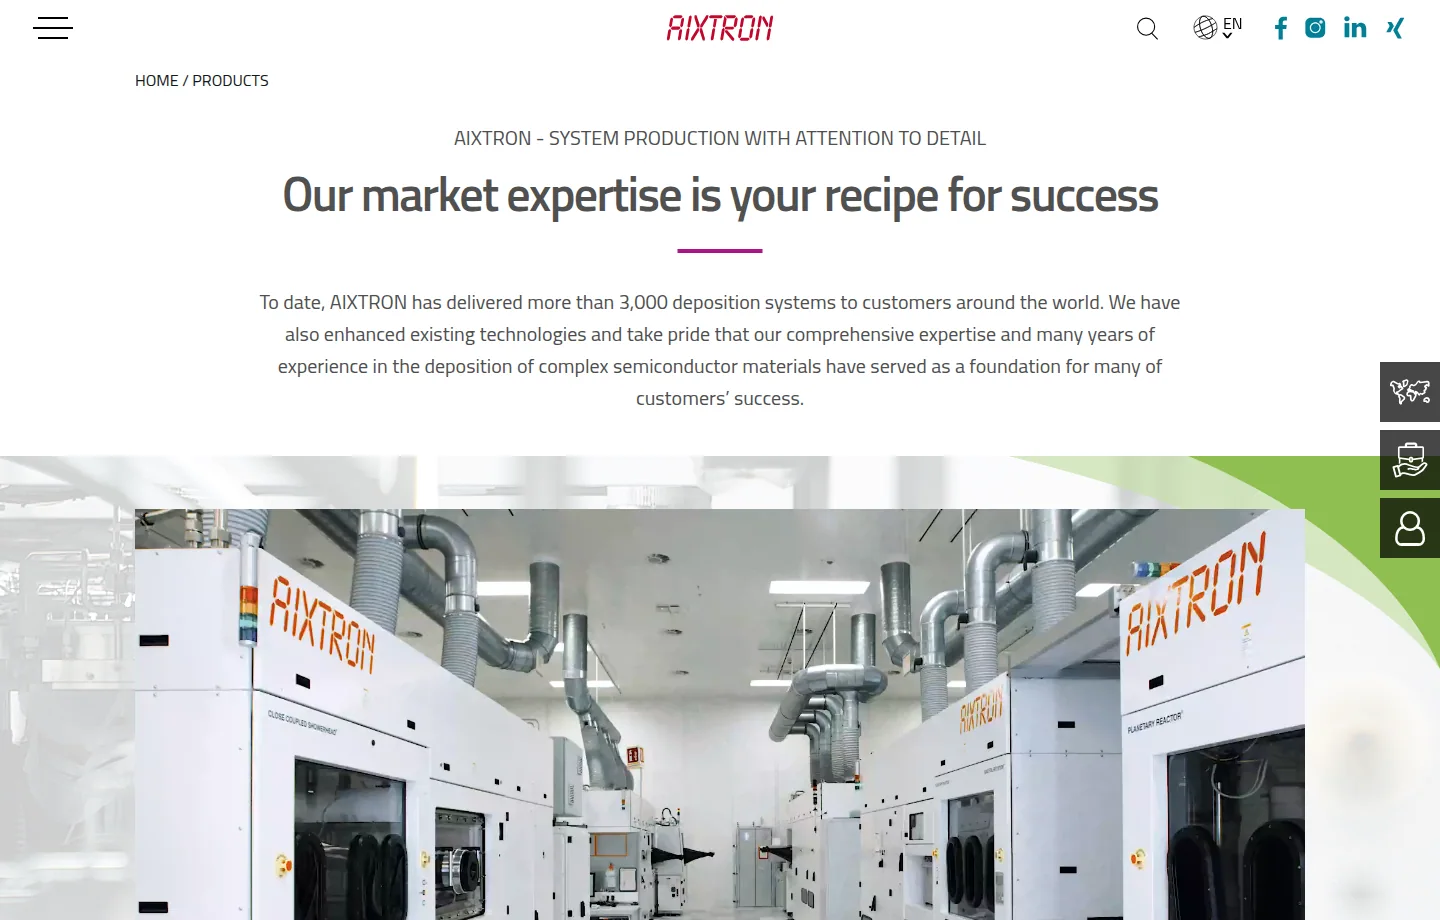 AIXTRON
EN
HOME / PRODUCTS
AIXTRON - SYSTEM PRODUCTION WITH ATTENTION TO DETAIL
Our market expertise is your recipe for success
To date, AIXTRON has delivered more than 3,000 deposition systems to customers around the world. We have
also enhanced existing technologies and take pride that our comprehensive expertise and many years of
experience in the deposition of complex semiconductor materials have served as a foundation for many of
customers’ success.
AIXTRON
AIXTRON
AIXTRON
CLOSE COUPLED SHOWERHEAD®
PLANETARY REACTOR®